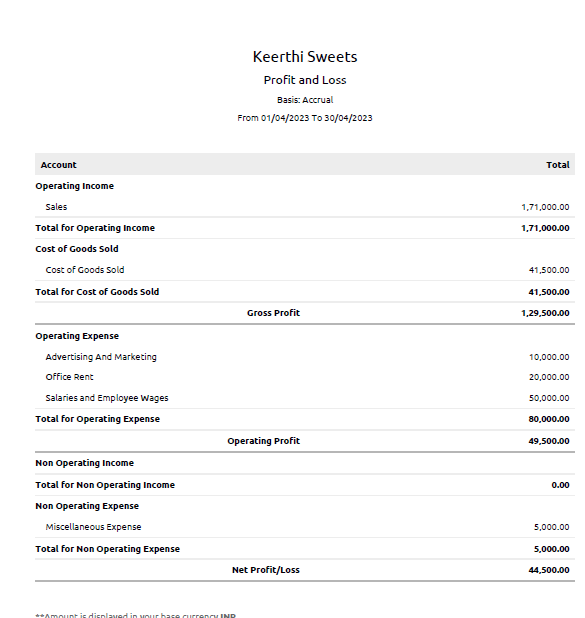 Keerthi Sweets
Profit and Loss
Basis: Accrual
From 01/04/2023 To 30/04/2023
Account Total
Operating Income
Sales 1,71,000.00
Total for Operating Income 1,71,000.00
Cost of Goods Sold
Cost of Goods Sold 41,500.00
Total for Cost of Goods Sold 41,500.00
Gross Profit 1,29,500.00
Operating Expense
Advertising And Marketing 10,000.00
Office Rent 20,000.00
Salaries and Employee Wages 50,000.00
Total for Operating Expense 80,000.00
Operating Profit 49,500.00
Non Operating Income
Total for Non Operating Income 0.00
Non Operating Expense
Miscellaneous Expense 5,000.00
Total for Non Operating Expense 5,000.00
Net Profit/Loss 44,500.00
**Amount is displayed in your base currency INR